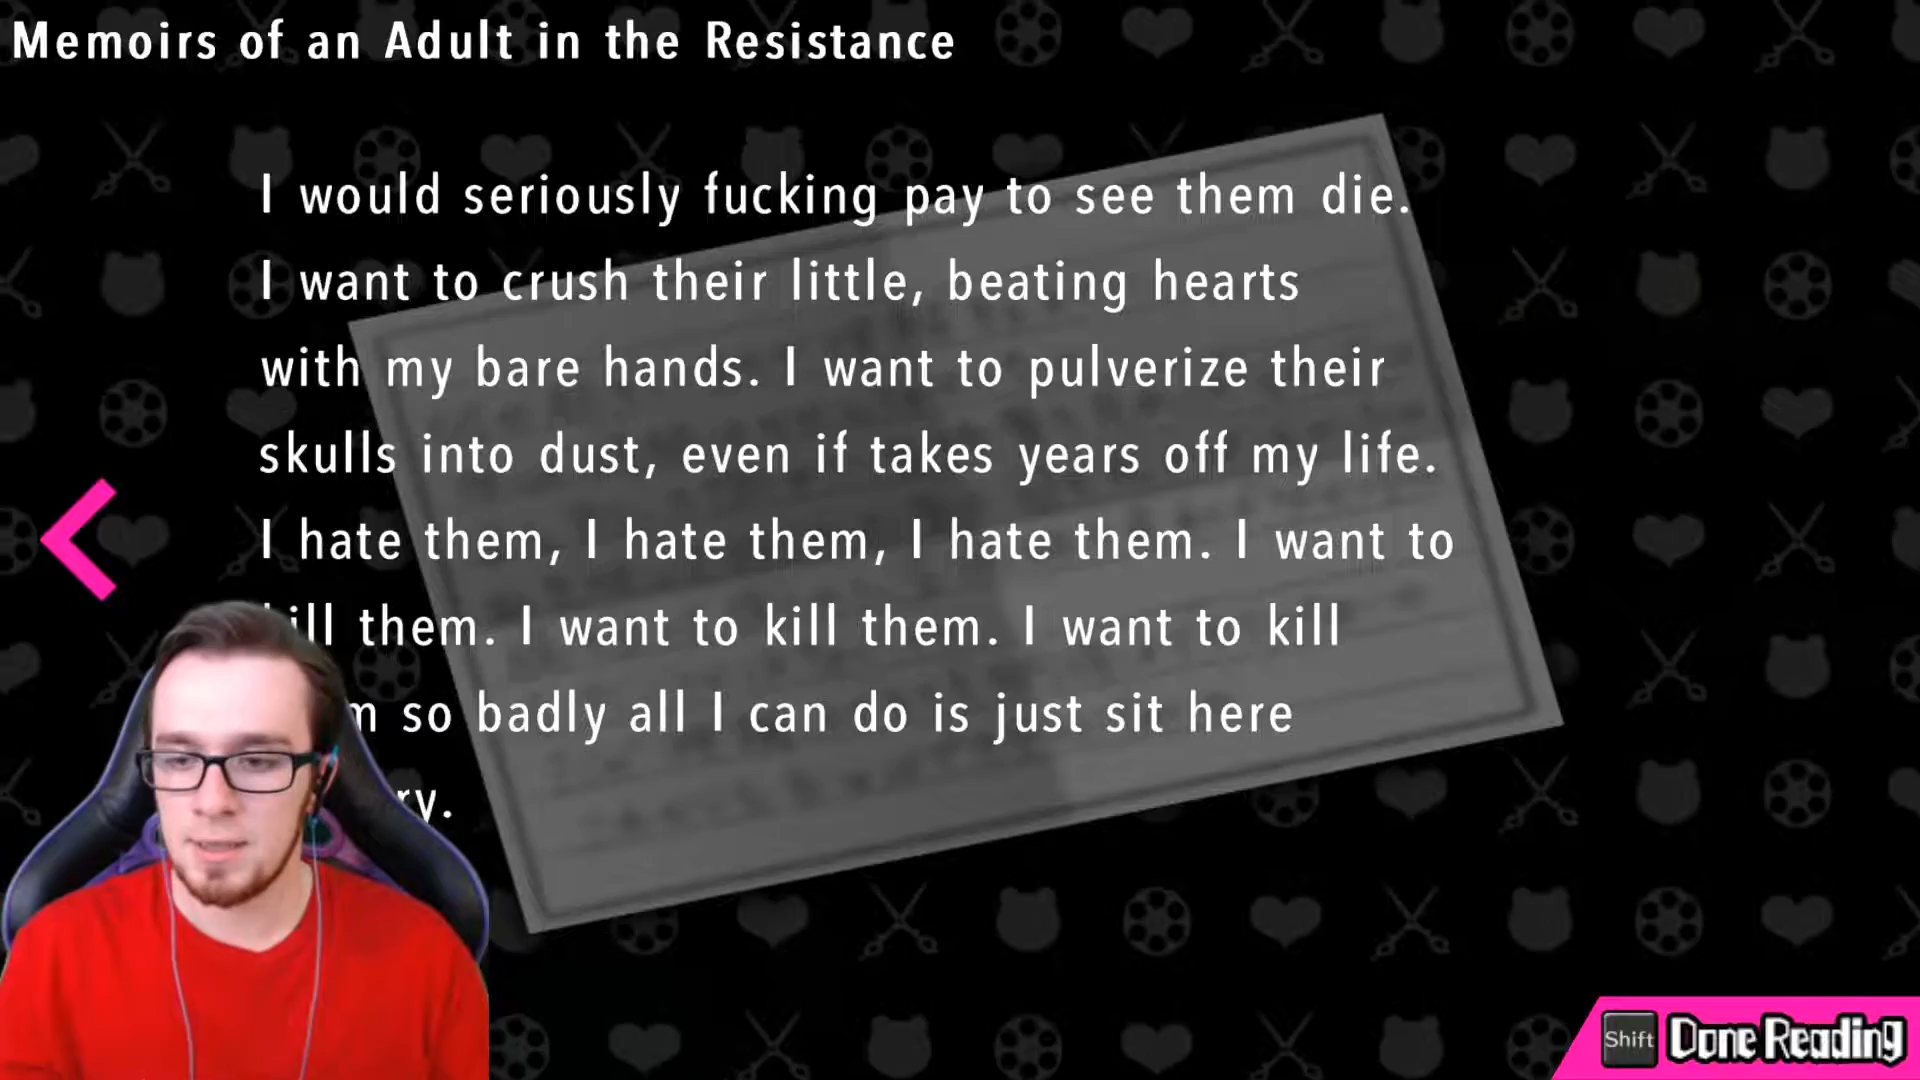 Memoirs of an Adult in the Resistance
I would seriously fucking pay to see them die.
I want to crush their little, beating hearts
with my bare hands. I want to pulverize their
skulls into dust, even if takes years off my life.
I hate them, I hate them, I hate them. I want to
kill them. I want to kill them. I want to kill
so badly all I can do is just sit here
Shift Done Reading